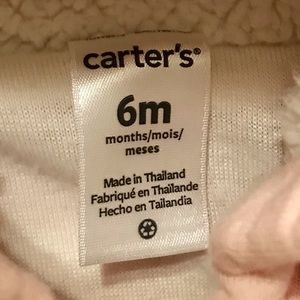 carter's®
6m
months/mois/
meses
Made in Thailand
Fabriqué en Thaïlande
Hecho en Tailandia